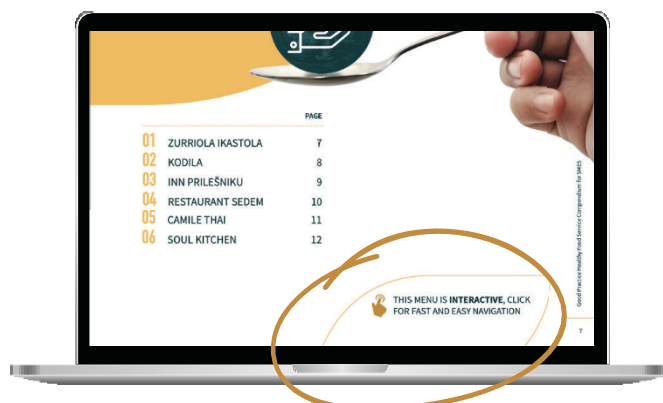 PAGE
01 ZURRIOLA IKASTOLA 7
02 KODILA 8
03 INN PRILEŠNIKU 9
04 RESTAURANT SEDEM 10
05 CAMILE THAI 11
06 SOUL KITCHEN 12
THIS MENU IS INTERACTIVE, CLICK
FOR FAST AND EASY NAVIGATION
Good Practice Healthy Food Service Compendium for SMES
7